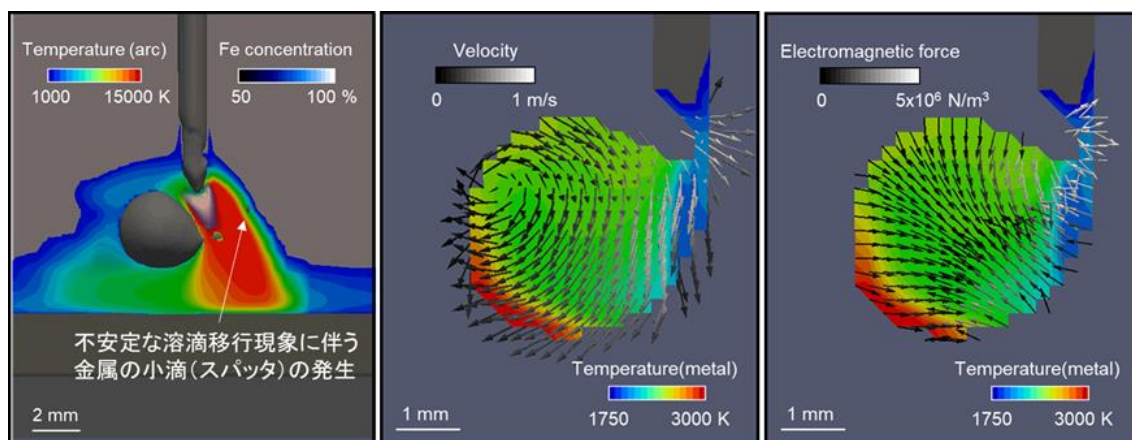 Temperature (arc)
1000 15000 K
Fe concentration
50 100 %
不安定な溶滴移行現象に伴う
金属の小滴(スパッタ)の発生
2 mm
Velocity
0 1 m/s
Temperature(metal)
1750 3000 K
1 mm
Electromagnetic force
0 5x10⁶ N/m³
Temperature(metal)
1750 3000 K
1 mm